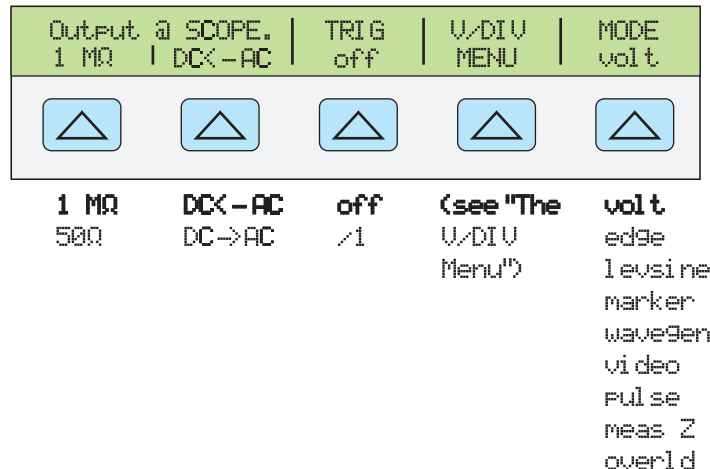 Output @ SCOPE. | TRIG | V/DIV | MODE
1 MΩ | DC<-AC | off | MENU | volt
1 MΩ DC<-AC off (see "The volt
50Ω DC->AC /1 V/DIV edge
Menu") levsine
marker
wavegen
video
pulse
meas Z
overld